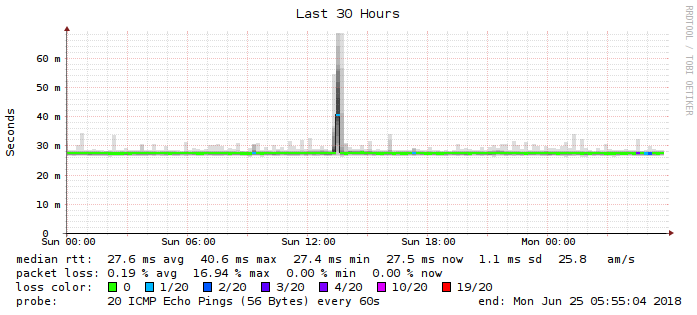 Last 30 Hours
RRDTOOL / TOBI OETIKER
Seconds
60 m
50 m
40 m
30 m
20 m
10 m
0
Sun 00:00 Sun 06:00 Sun 12:00 Sun 18:00 Mon 00:00
median rtt: 27.6 ms avg 40.6 ms max 27.4 ms min 27.5 ms now 1.1 ms sd 25.8 am/s
packet loss: 0.19 % avg 16.94 % max 0.00 % min 0.00 % now
loss color: 0 1/20 2/20 3/20 4/20 10/20 19/20
probe: 20 ICMP Echo Pings (56 Bytes) every 60s end: Mon Jun 25 05:55:04 2018